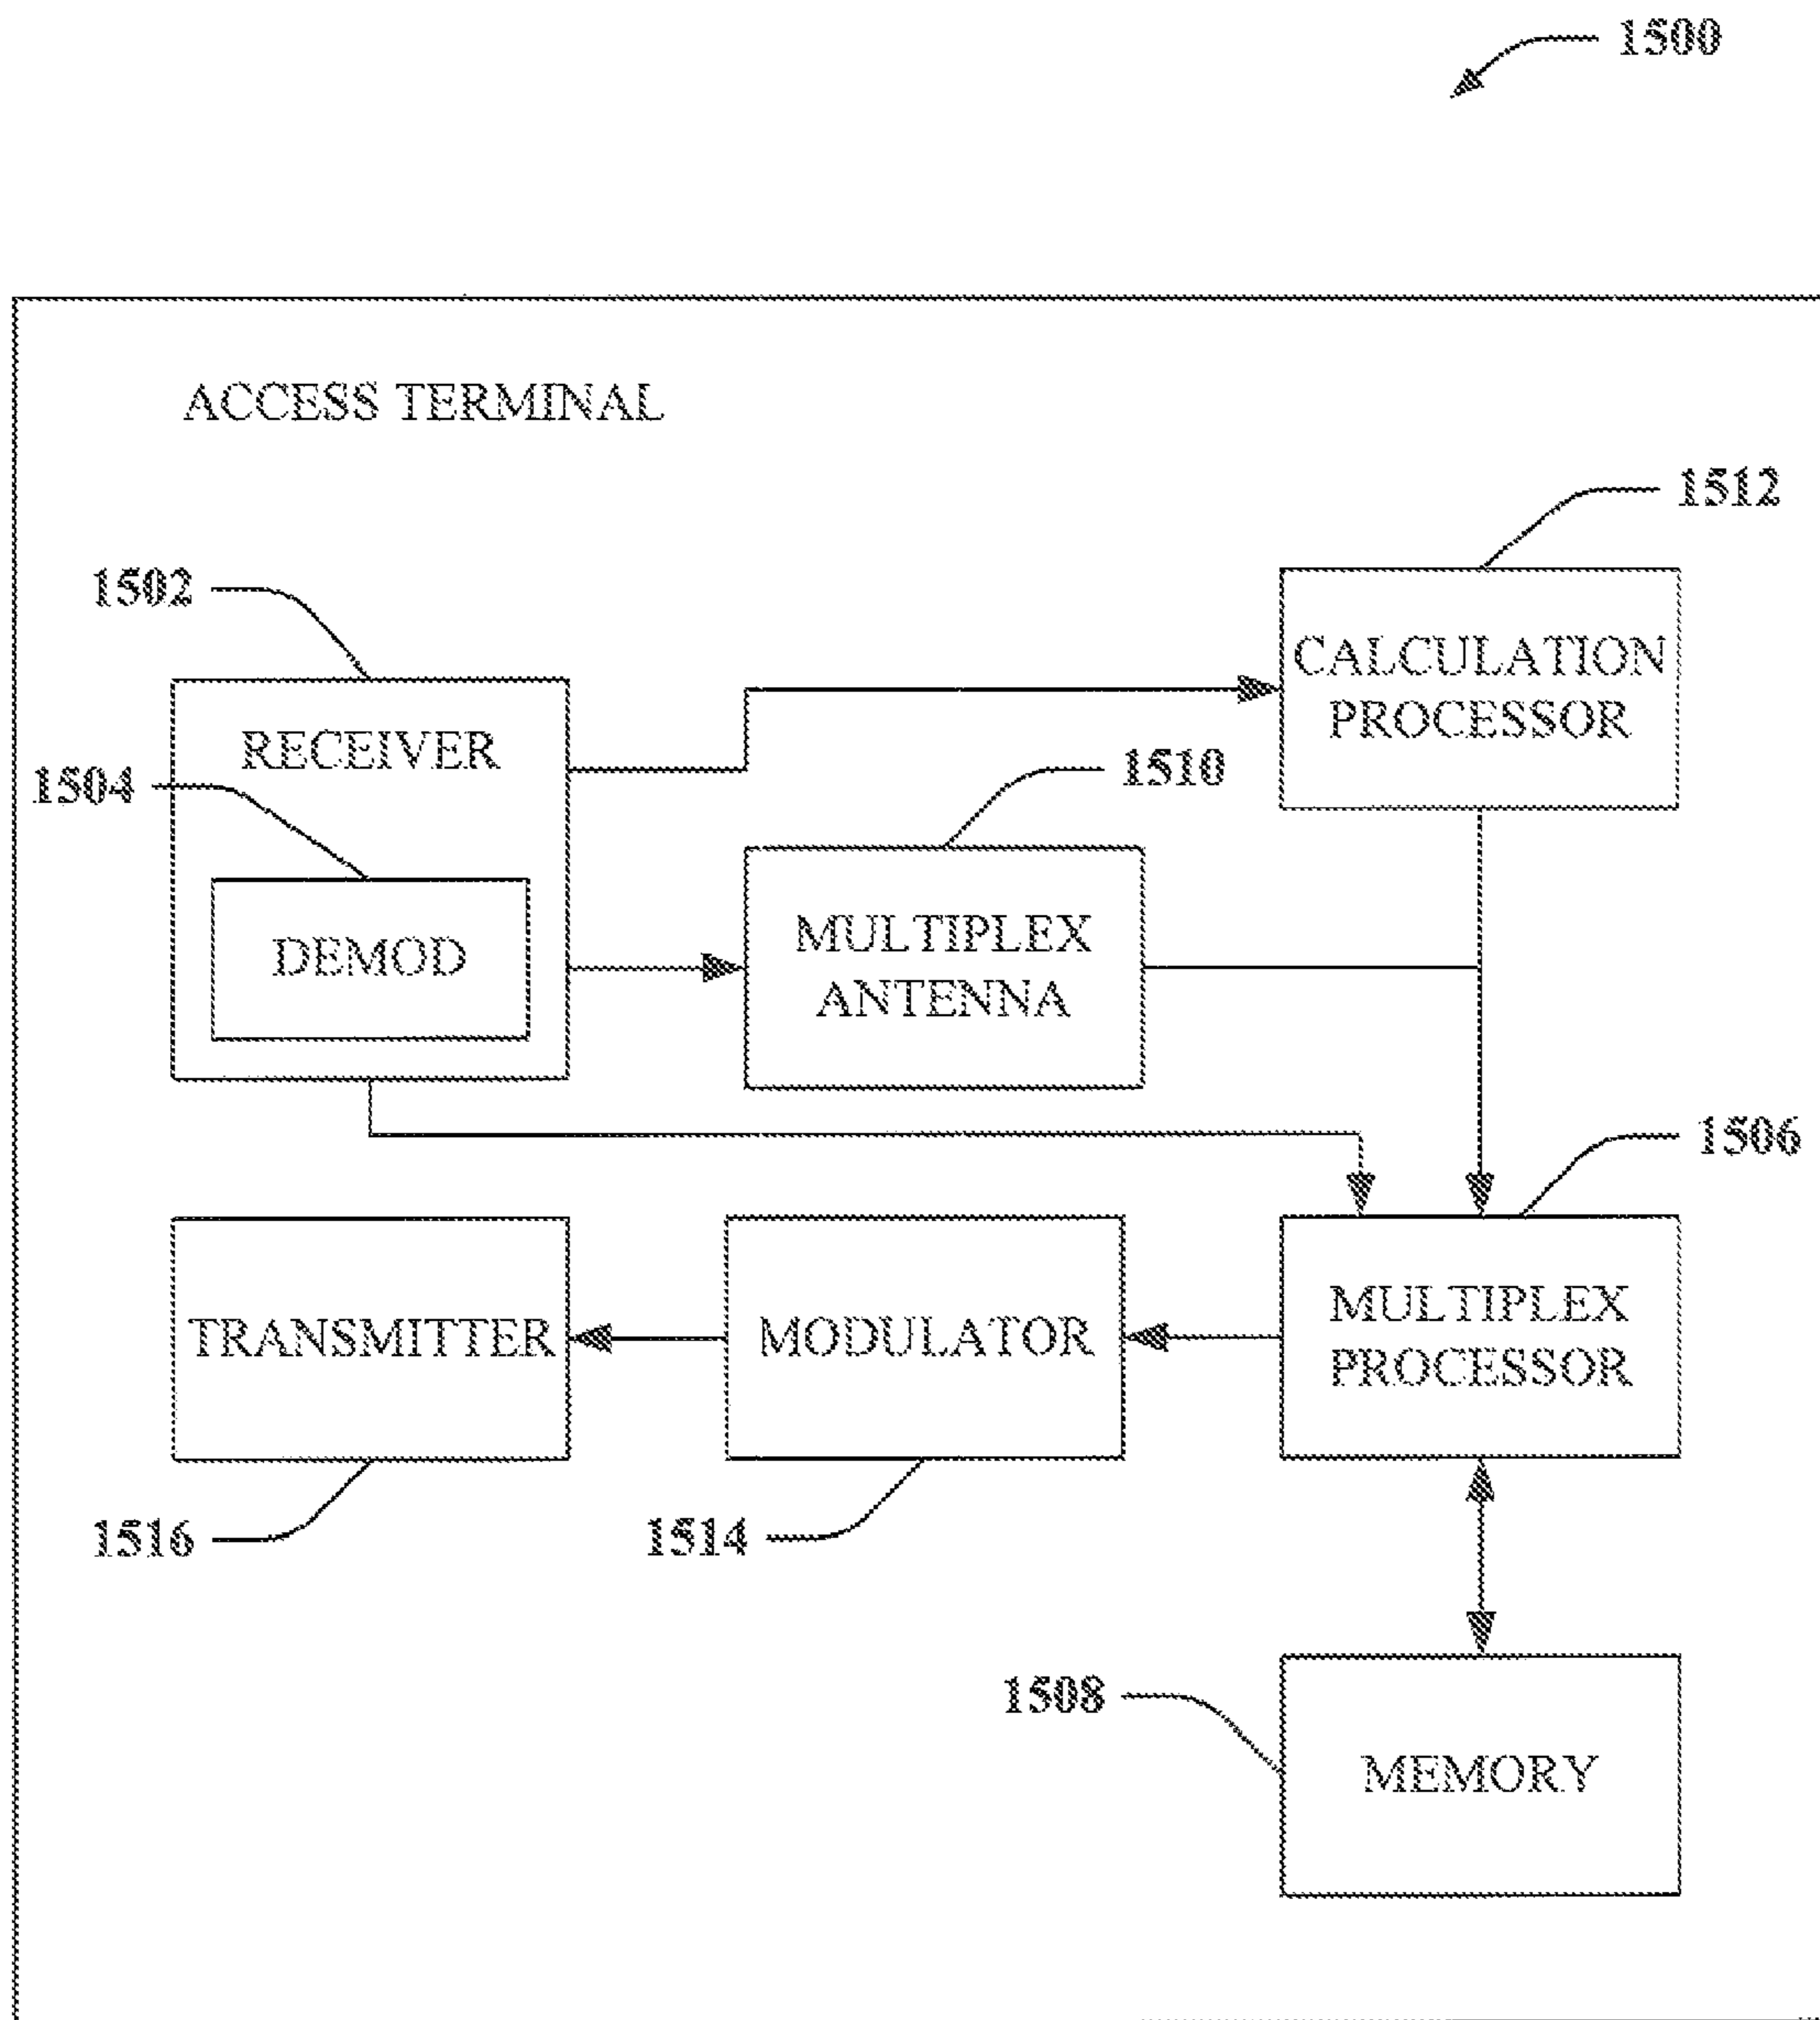 1500
ACCESS TERMINAL
1512
1502
CALCULATION
PROCESSOR
RECEIVER
1510
1504
MULTIPLEX
ANTENNA
DEMOD
1506
TRANSMITTER
MODULATOR
MULTIPLEX
PROCESSOR
1516
1514
1508
MEMORY